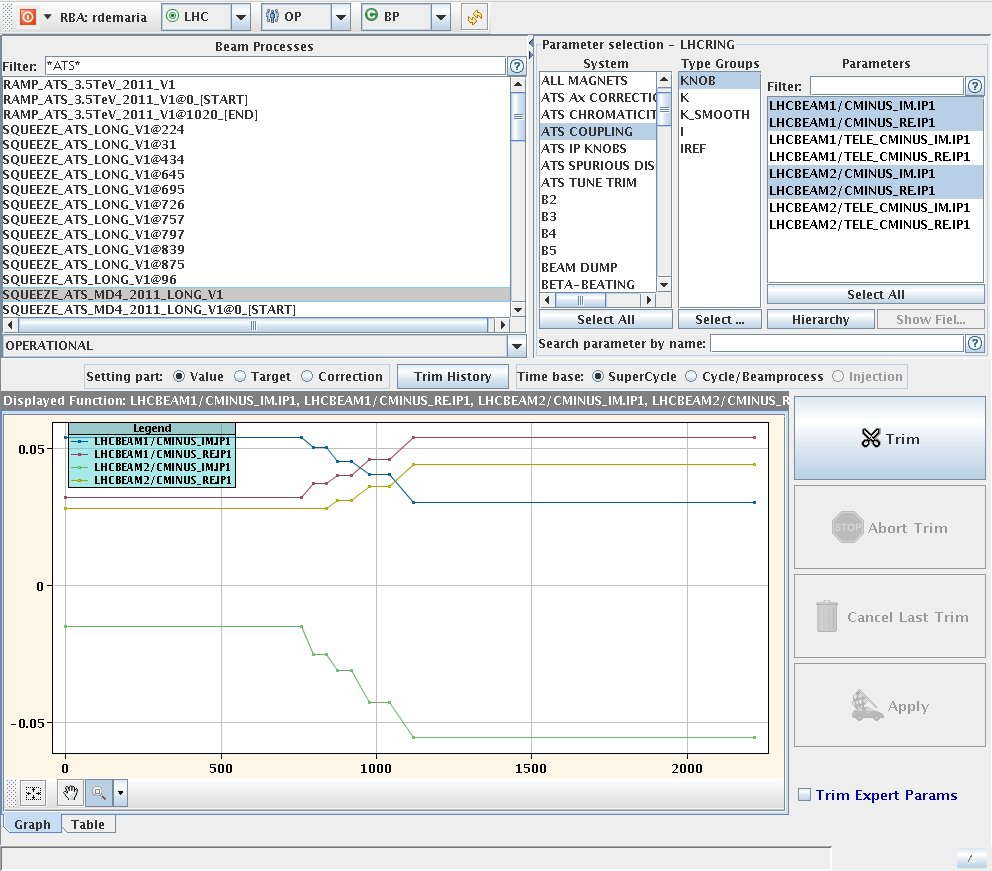 RBA: rdemaria LHC OP BP
Beam Processes
Filter: *ATS*
RAMP_ATS_3.5TeV_2011_V1
RAMP_ATS_3.5TeV_2011_V1@0_[START]
RAMP_ATS_3.5TeV_2011_V1@1020_[END]
SQUEEZE_ATS_LONG_V1@224
SQUEEZE_ATS_LONG_V1@31
SQUEEZE_ATS_LONG_V1@434
SQUEEZE_ATS_LONG_V1@645
SQUEEZE_ATS_LONG_V1@695
SQUEEZE_ATS_LONG_V1@726
SQUEEZE_ATS_LONG_V1@757
SQUEEZE_ATS_LONG_V1@797
SQUEEZE_ATS_LONG_V1@839
SQUEEZE_ATS_LONG_V1@875
SQUEEZE_ATS_LONG_V1@96
SQUEEZE_ATS_MD4_2011_LONG_V1
SQUEEZE_ATS_MD4_2011_LONG_V1@0_[START]
OPERATIONAL
Parameter selection - LHCRING
System
ALL MAGNETS
ATS Ax CORRECTIC
ATS CHROMATICIT
ATS COUPLING
ATS IP KNOBS
ATS SPURIOUS DIS
ATS TUNE TRIM
B2
B3
B4
B5
BEAM DUMP
BETA-BEATING
Select All
Type Groups
KNOB
K
K_SMOOTH
I
IREF
Select ...
Parameters
Filter:
LHCBEAM1/CMINUS_IM.IP1
LHCBEAM1/CMINUS_RE.IP1
LHCBEAM1/TELE_CMINUS_IM.IP1
LHCBEAM1/TELE_CMINUS_RE.IP1
LHCBEAM2/CMINUS_IM.IP1
LHCBEAM2/CMINUS_RE.IP1
LHCBEAM2/TELE_CMINUS_IM.IP1
LHCBEAM2/TELE_CMINUS_RE.IP1
Select All
Hierarchy Show Fiel...
Search parameter by name:
Setting part: Value Target Correction Trim History Time base: SuperCycle Cycle/Beamprocess Injection
Displayed Function: LHCBEAM1/CMINUS_IM.IP1, LHCBEAM1/CMINUS_RE.IP1, LHCBEAM2/CMINUS_IM.IP1, LHCBEAM2/CMINUS_R
Legend
LHCBEAM1/CMINUS_IM.IP1
LHCBEAM1/CMINUS_RE.IP1
LHCBEAM2/CMINUS_IM.IP1
LHCBEAM2/CMINUS_RE.IP1
0.05
0
-0.05
0 500 1000 1500 2000
Trim
STOP Abort Trim
Cancel Last Trim
Apply
Trim Expert Params
Graph Table